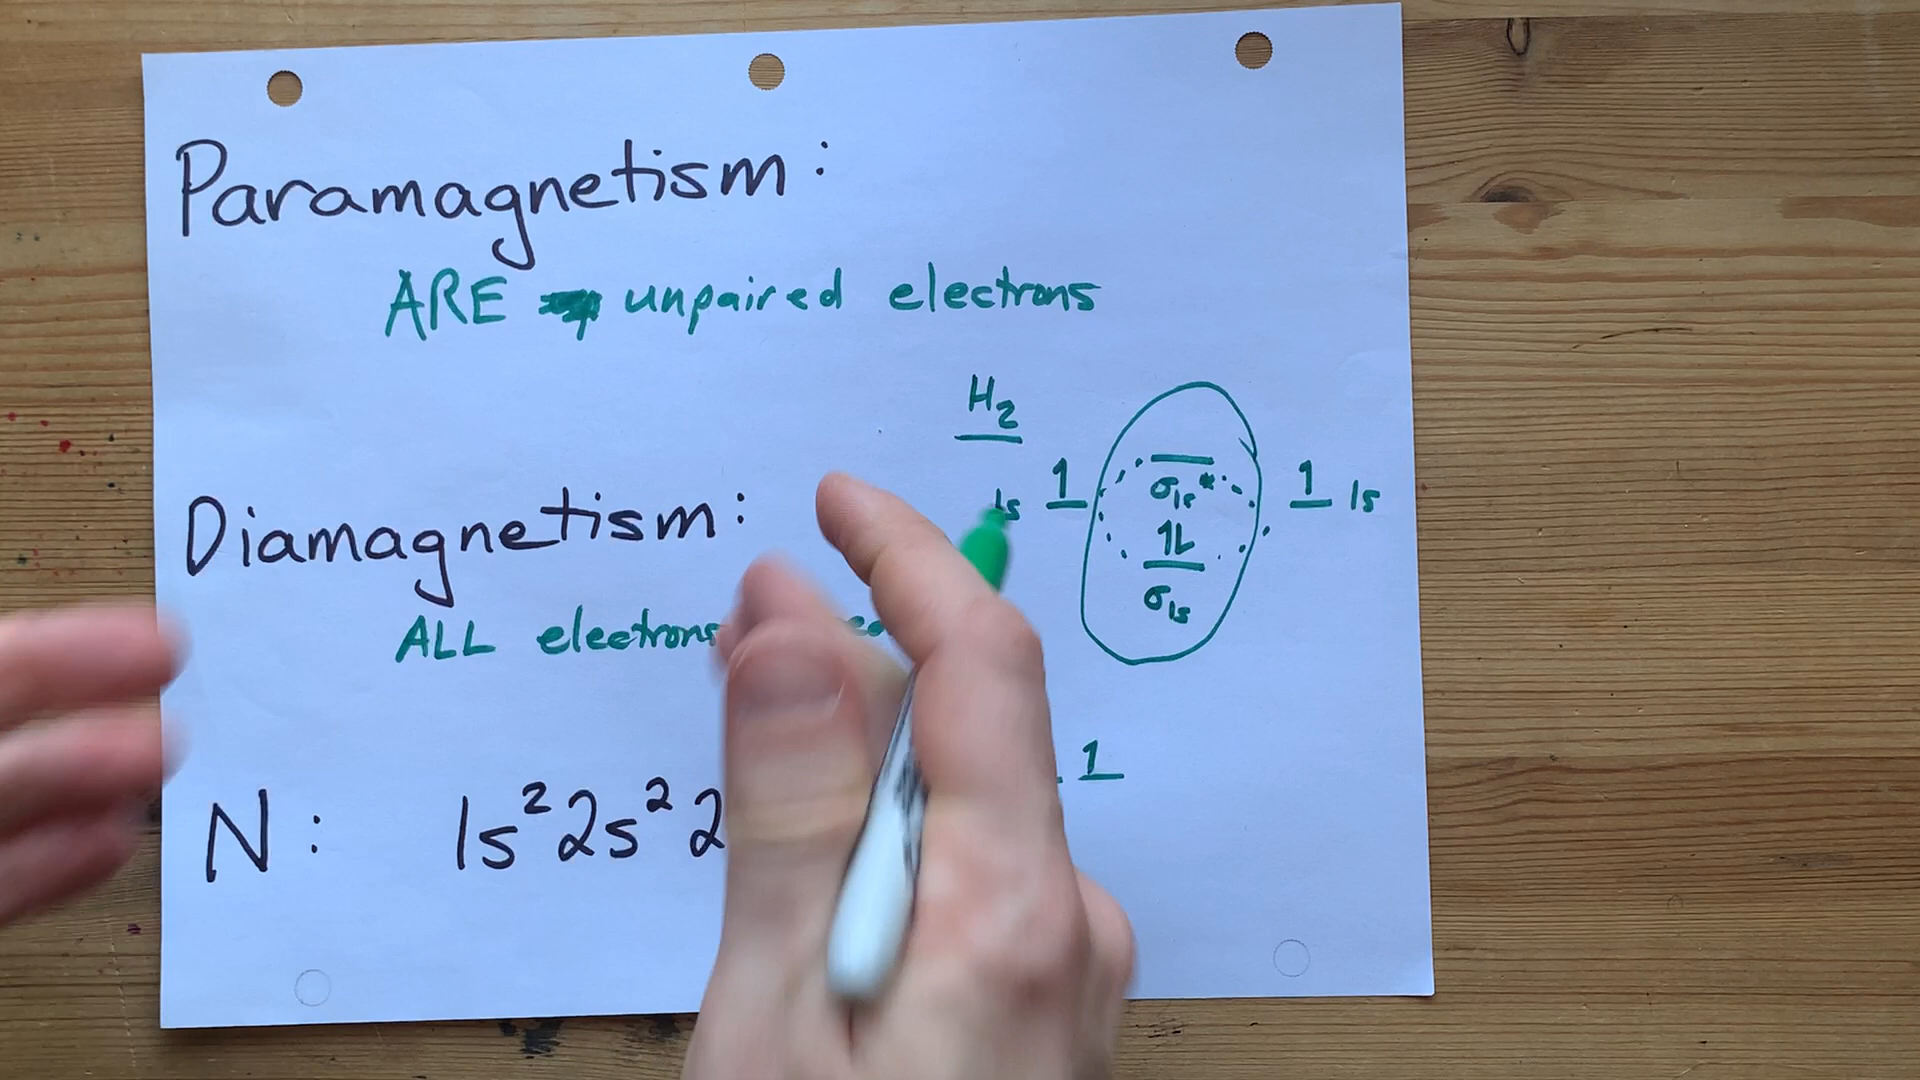 Paramagnetism:
ARE unpaired electrons
H₂
1s 1 σ1s* 1 1s
1L
σ1s
Diamagnetism:
ALL electrons
1
N: 1s² 2s² 2